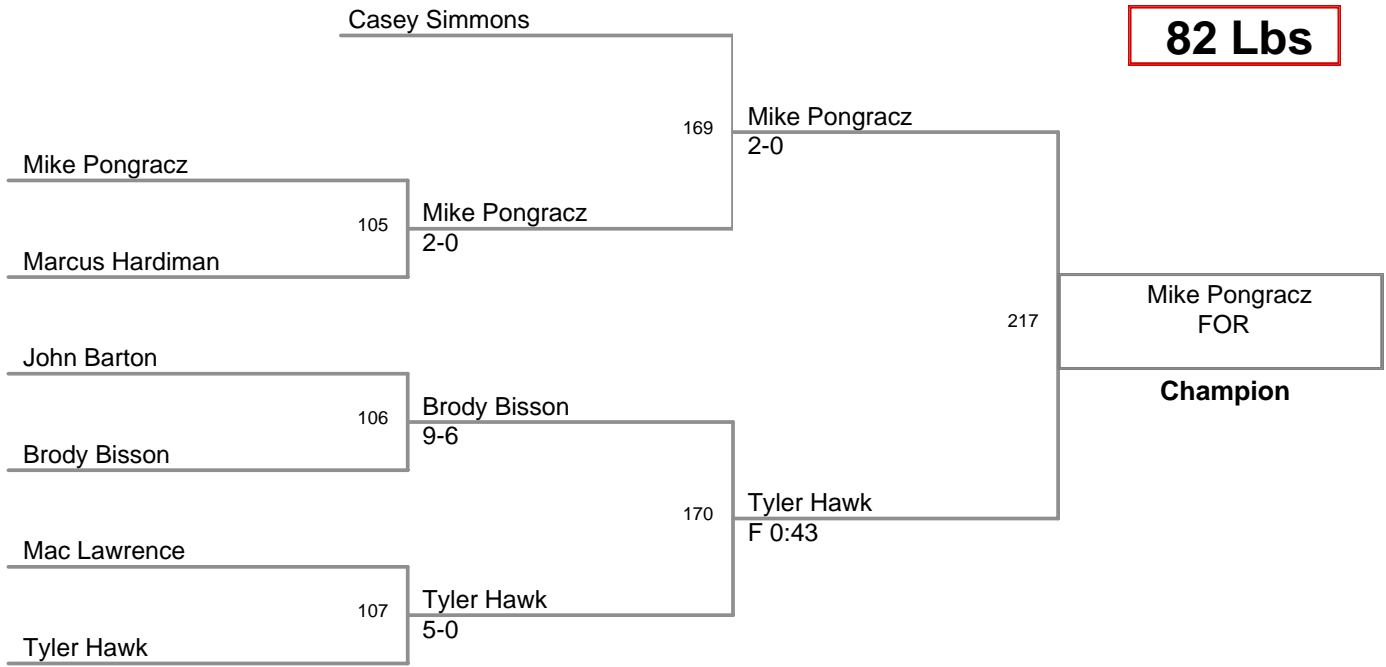 Casey Simmons
82 Lbs
169
Mike Pongracz
2-0
Mike Pongracz
105
Mike Pongracz
2-0
Marcus Hardiman
217
Mike Pongracz
FOR
Champion
John Barton
106
Brody Bisson
9-6
Brody Bisson
170
Tyler Hawk
F 0:43
Mac Lawrence
107
Tyler Hawk
5-0
Tyler Hawk